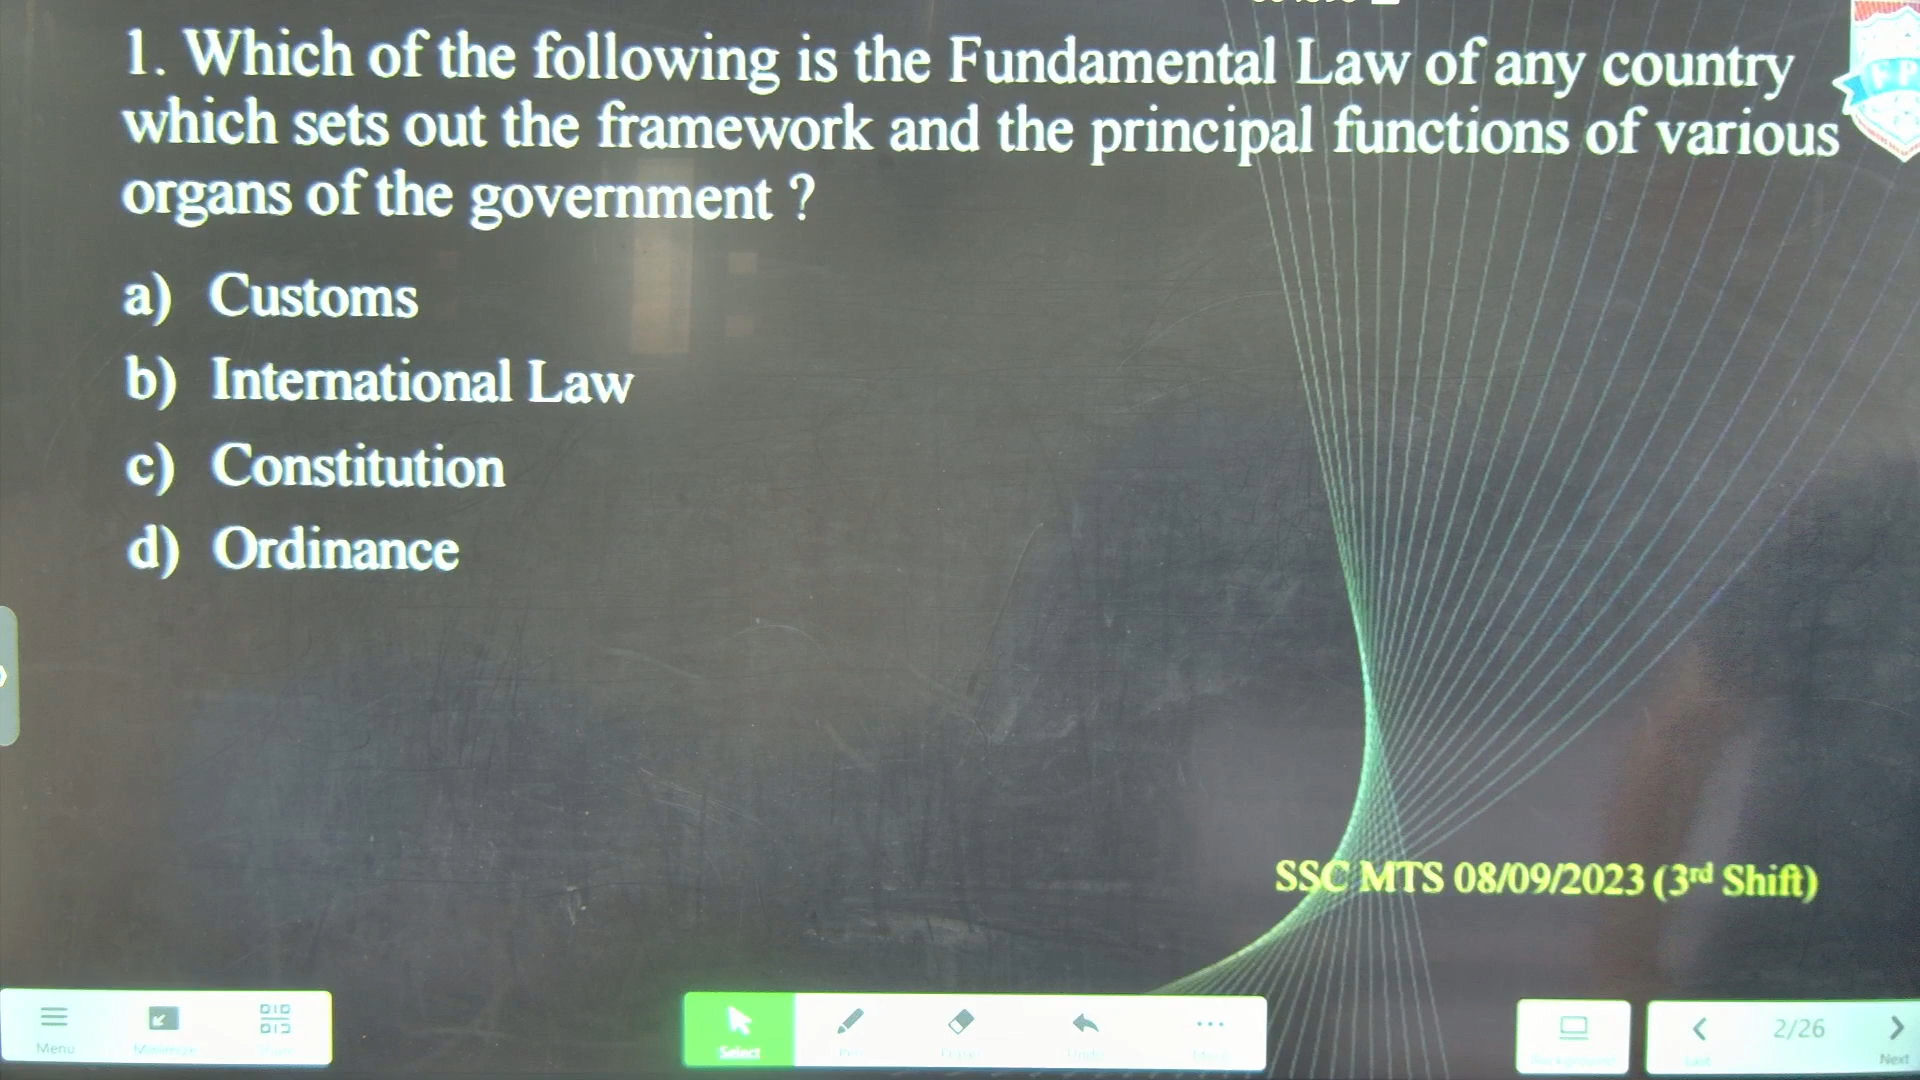 1. Which of the following is the Fundamental Law of any country
which sets out the framework and the principal functions of various
organs of the government ?
a) Customs
b) International Law
c) Constitution
d) Ordinance
SSC MTS 08/09/2023 (3rd Shift)
Menu
Minimize
Select
Undo
2/26
Next